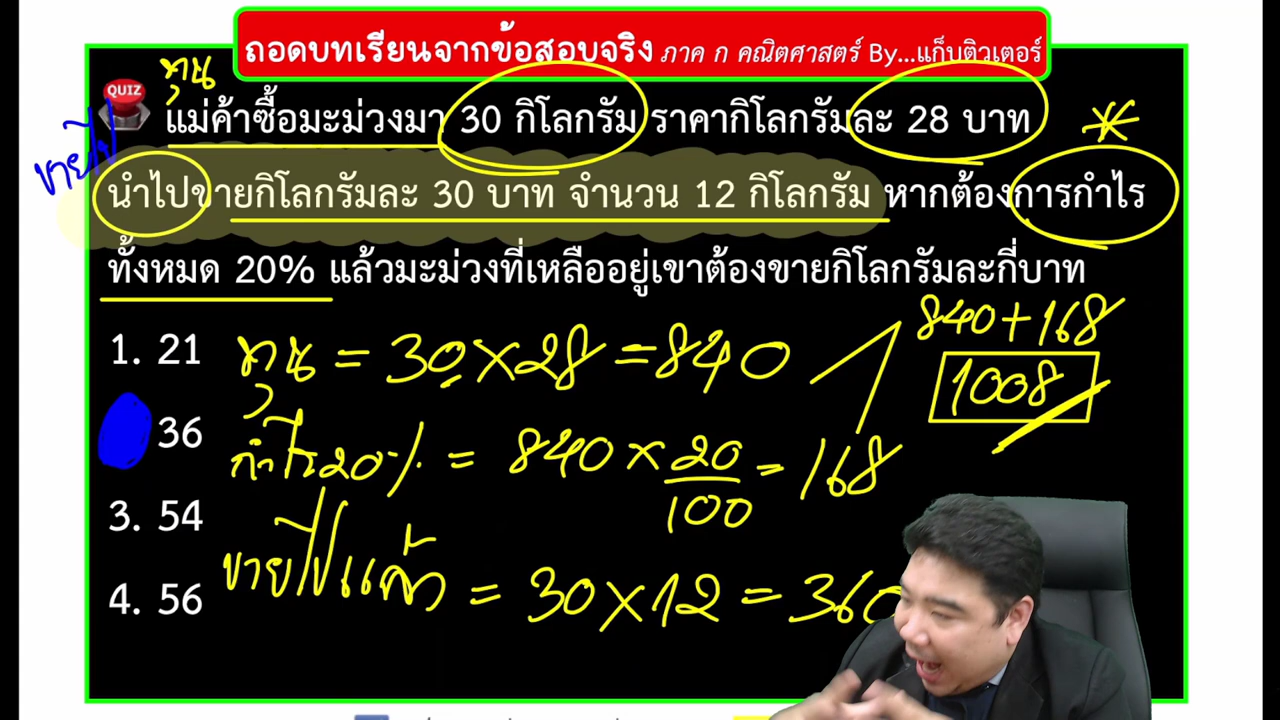 ถอดบทเรียนจากข้อสอบจริง ภาค ก คณิตศาสตร์ By...แก็บติวเตอร์
ทุน
QUIZ
แม่ค้าซื้อมะม่วงมา 30 กิโลกรัม ราคากิโลกรัมละ 28 บาท
ขายไป
นำไปขายกิโลกรัมละ 30 บาท จำนวน 12 กิโลกรัม หากต้องการกำไร
ทั้งหมด 20% แล้วมะม่วงที่เหลืออยู่เขาต้องขายกิโลกรัมละกี่บาท
840+168
1. 21 ทุน = 30×28 = 840
1008
36 กำไร20% = 840 × 20/100 = 168
3. 54
ขายไปแล้ว = 30×12 = 360
4. 56